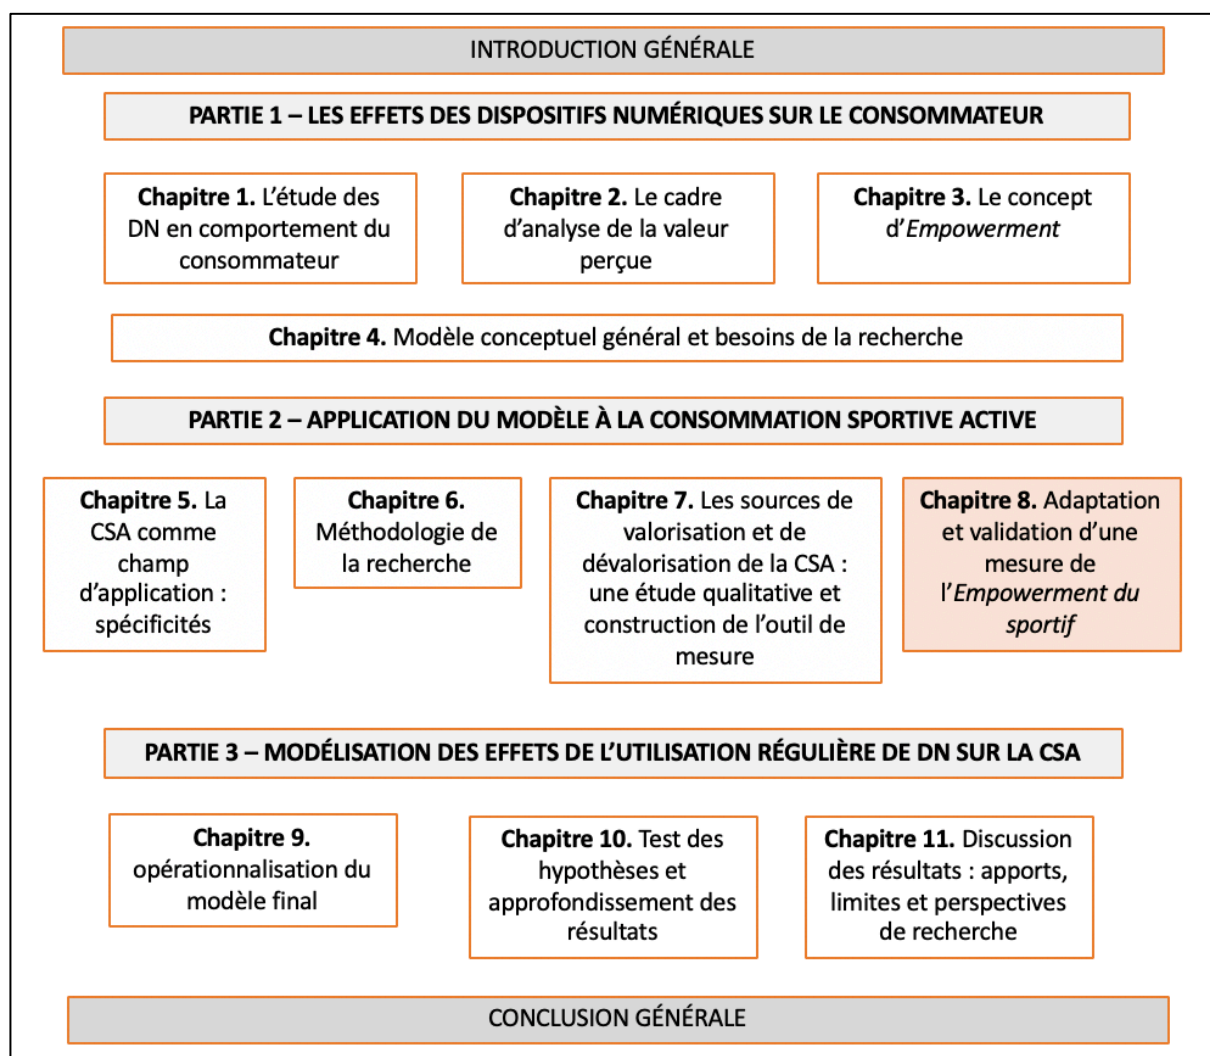 INTRODUCTION GÉNÉRALE
PARTIE 1 – LES EFFETS DES DISPOSITIFS NUMÉRIQUES SUR LE CONSOMMATEUR
Chapitre 1. L’étude des
DN en comportement du
consommateur
Chapitre 2. Le cadre
d’analyse de la valeur
perçue
Chapitre 3. Le concept
d’Empowerment
Chapitre 4. Modèle conceptuel général et besoins de la recherche
PARTIE 2 – APPLICATION DU MODÈLE À LA CONSOMMATION SPORTIVE ACTIVE
Chapitre 5. La
CSA comme
champ
d’application :
spécificités
Chapitre 6.
Méthodologie de
la recherche
Chapitre 7. Les sources de
valorisation et de
dévalorisation de la CSA :
une étude qualitative et
construction de l’outil de
mesure
Chapitre 8. Adaptation
et validation d’une
mesure de
l’Empowerment du
sportif
PARTIE 3 – MODÉLISATION DES EFFETS DE L’UTILISATION RÉGULIÈRE DE DN SUR LA CSA
Chapitre 9.
opérationnalisation du
modèle final
Chapitre 10. Test des
hypothèses et
approfondissement des
résultats
Chapitre 11. Discussion
des résultats : apports,
limites et perspectives
de recherche
CONCLUSION GÉNÉRALE